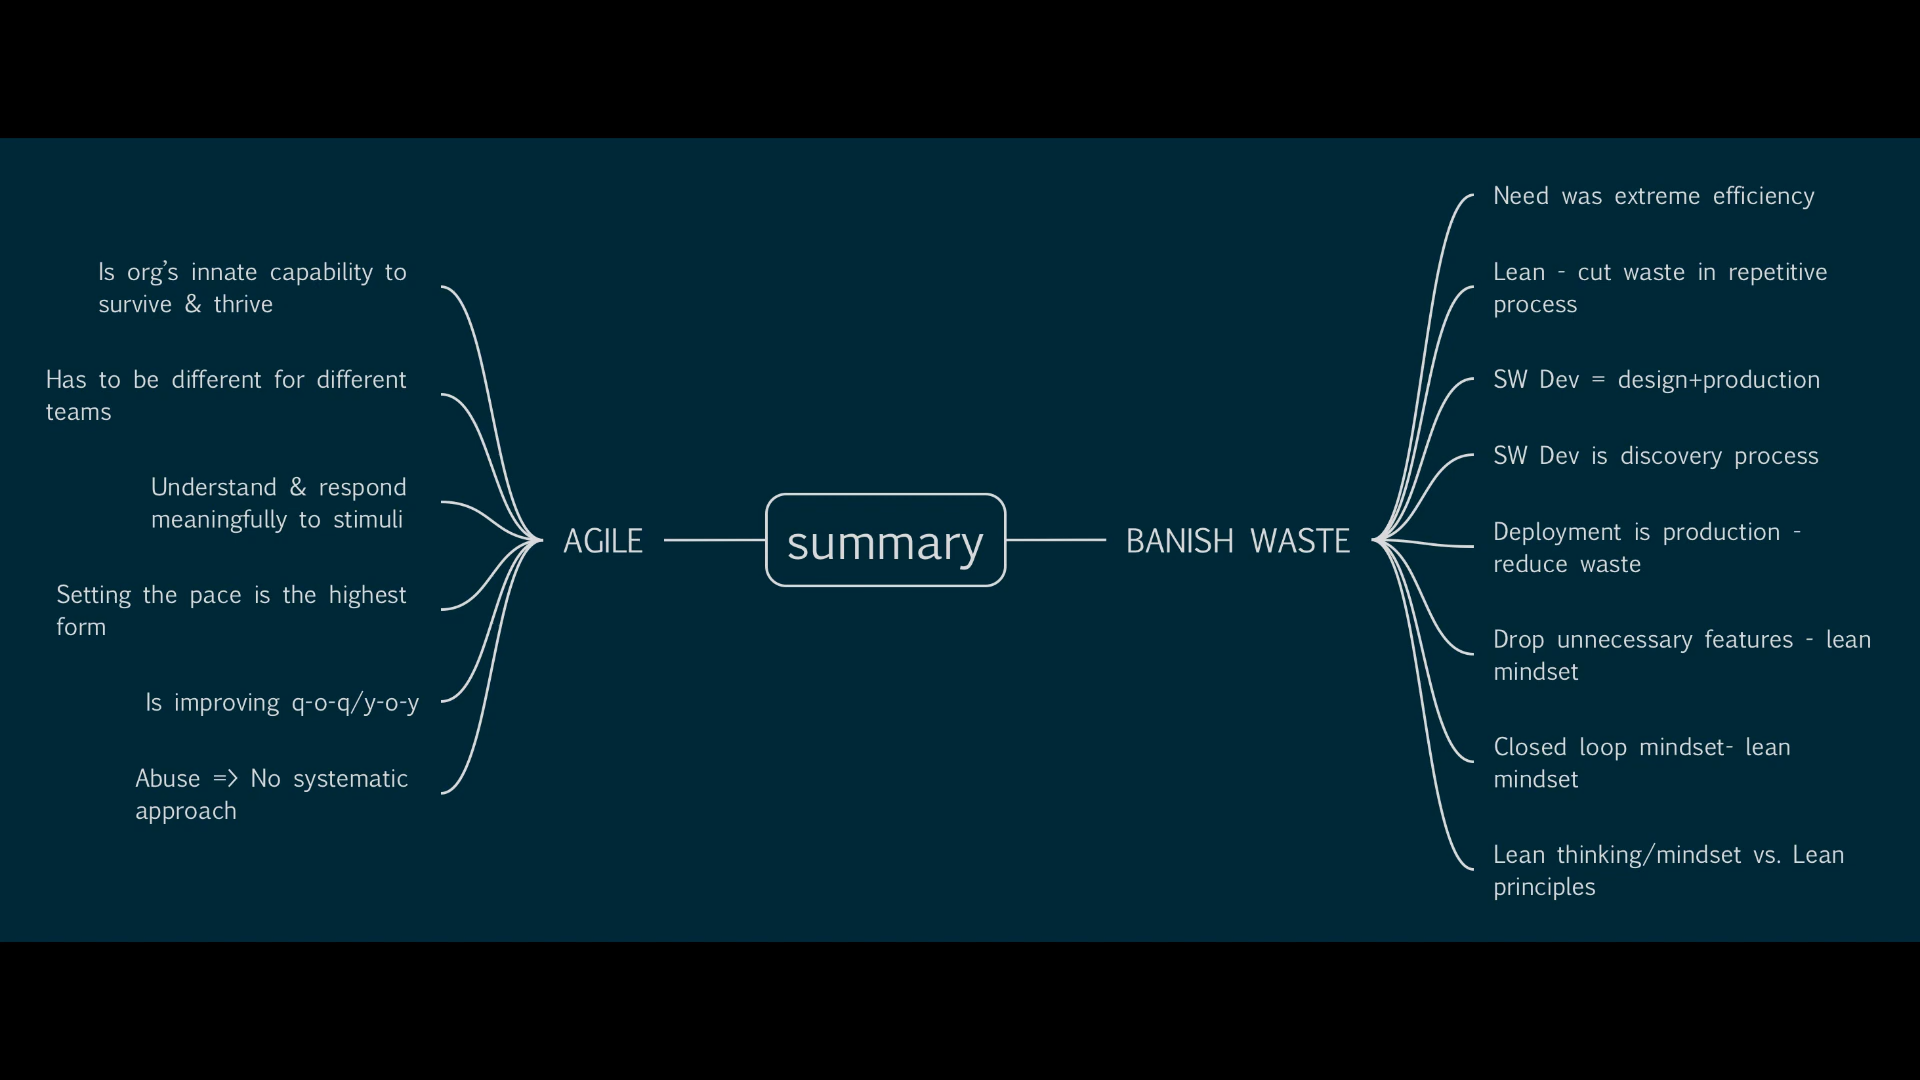 summary
AGILE
Is org’s innate capability to
survive & thrive
Has to be different for different
teams
Understand & respond
meaningfully to stimuli
Setting the pace is the highest
form
Is improving q-o-q/y-o-y
Abuse => No systematic
approach
BANISH WASTE
Need was extreme efficiency
Lean - cut waste in repetitive
process
SW Dev = design+production
SW Dev is discovery process
Deployment is production -
reduce waste
Drop unnecessary features - lean
mindset
Closed loop mindset- lean
mindset
Lean thinking/mindset vs. Lean
principles